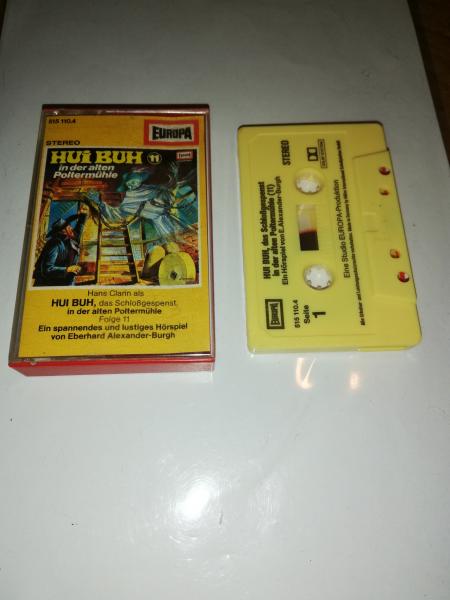 515 110.4
EUROPA
STEREO
HUI BUH 11
in der alten
Poltermühle
Hans Clarin als
HUI BUH, das Schloßgespenst,
in der alten Poltermühle
Folge 11
Ein spannendes und lustiges Hörspiel
von Eberhard Alexander-Burgh
EUROPA
515 110.4
Seite
1
HUI BUH, das Schloßgespenst
in der alten Poltermühle (11)
Ein Hörspiel von E. Alexander-Burgh
STEREO
Eine Studio EUROPA-Produktion